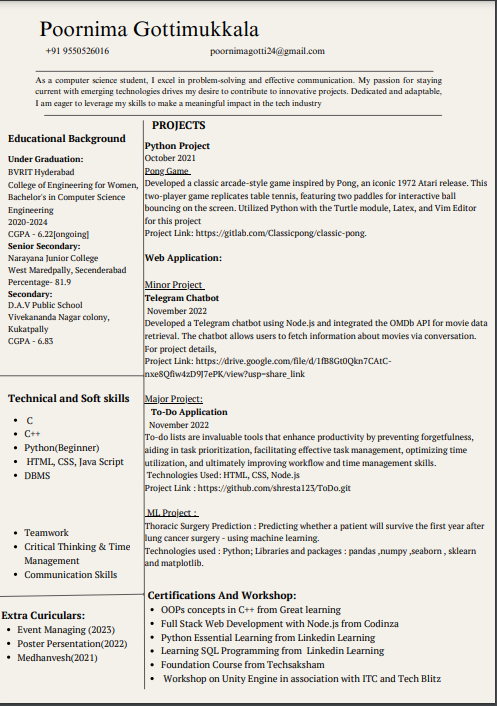 Poornima Gottimukkala
+91 9550526016 poornimagotti24@gmail.com
As a computer science student, I excel in problem-solving and effective communication. My passion for staying
current with emerging technologies drives my desire to contribute to innovative projects. Dedicated and adaptable,
I am eager to leverage my skills to make a meaningful impact in the tech industry
Educational Background
Under Graduation:
BVRIT Hyderabad
College of Engineering for Women,
Bachelor's in Computer Science
Engineering
2020-2024
CGPA - 6.22[ongoing]
Senior Secondary:
Narayana Junior College
West Maredpally, Secenderabad
Percentage- 81.9
Secondary:
D.A.V Public School
Vivekananda Nagar colony,
Kukatpally
CGPA - 6.83
Technical and Soft skills
• C
• C++
• Python(Beginner)
• HTML, CSS, Java Script
• DBMS
• Teamwork
• Critical Thinking & Time
Management
• Communication Skills
Extra Curiculars:
• Event Managing (2023)
• Poster Persentation(2022)
• Medhanvesh(2021)
PROJECTS
Python Project
October 2021
Pong Game
Developed a classic arcade-style game inspired by Pong, an iconic 1972 Atari release. This
two-player game replicates table tennis, featuring two paddles for interactive ball
bouncing on the screen. Utilized Python with the Turtle module, Latex, and Vim Editor
for this project
Project Link: https://gitlab.com/Classicpong/classic-pong.
Web Application:
Minor Project
Telegram Chatbot
November 2022
Developed a Telegram chatbot using Node.js and integrated the OMDb API for movie data
retrieval. The chatbot allows users to fetch information about movies via conversation.
For project details,
Project Link: https://drive.google.com/file/d/1fB8Gt0Qkn7CAtC-
nxe8Qfiw4zD9J7ePK/view?usp=share_link
Major Project:
To-Do Application
November 2022
To-do lists are invaluable tools that enhance productivity by preventing forgetfulness,
aiding in task prioritization, facilitating effective task management, optimizing time
utilization, and ultimately improving workflow and time management skills.
Technologies Used: HTML, CSS, Node.js
Project Link : https://github.com/shresta123/ToDo.git
ML Project :
Thoracic Surgery Prediction : Predicting whether a patient will survive the first year after
lung cancer surgery - using machine learning.
Technologies used : Python; Libraries and packages : pandas ,numpy ,seaborn , sklearn
and matplotlib.
Certifications And Workshop:
• OOPs concepts in C++ from Great learning
• Full Stack Web Development with Node.js from Codinza
• Python Essential Learning from Linkedin Learning
• Learning SQL Programming from Linkedin Learning
• Foundation Course from Techsaksham
• Workshop on Unity Engine in association with ITC and Tech Blitz